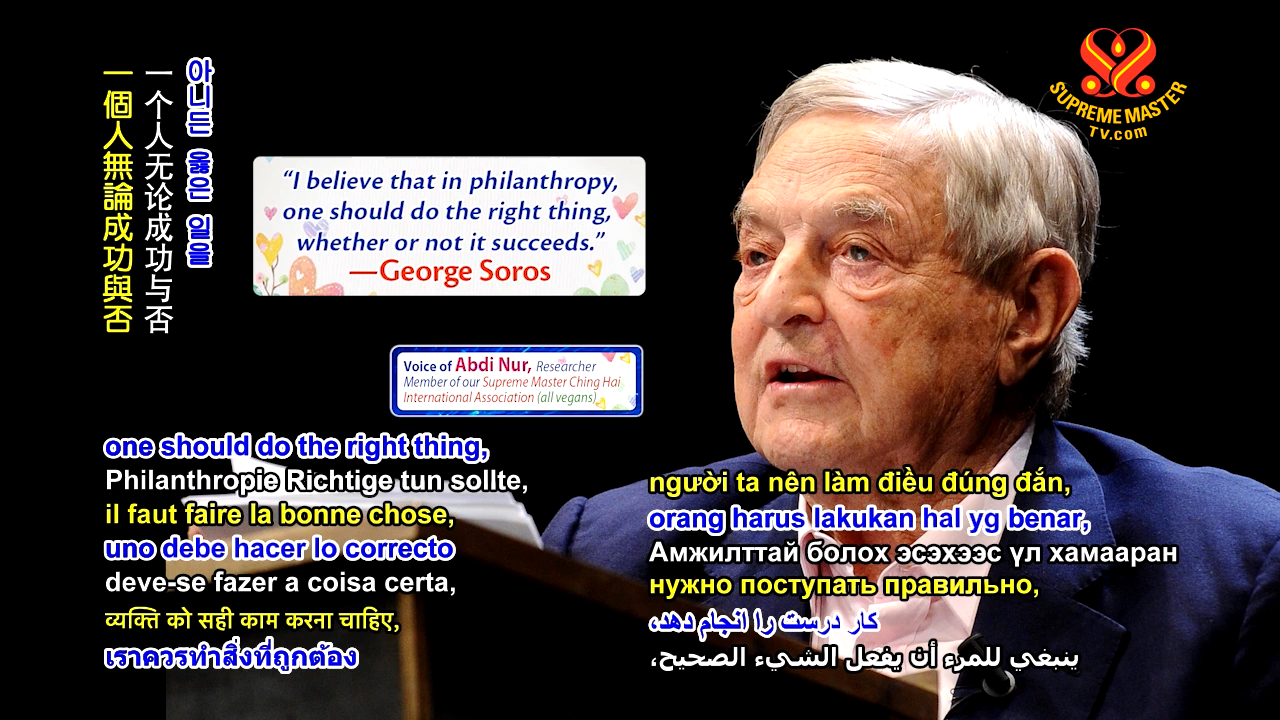 아니든 옳은 일을
一个人无论成功与否
一個人無論成功與否
SUPREME MASTER
TV.com
“I believe that in philanthropy,
one should do the right thing,
whether or not it succeeds.”
—George Soros
Voice of Abdi Nur, Researcher
Member of our Supreme Master Ching Hai
International Association (all vegans)
one should do the right thing,
Philanthropie Richtige tun sollte,
il faut faire la bonne chose,
uno debe hacer lo correcto
deve-se fazer a coisa certa,
व्यक्ति को सही काम करना चाहिए,
เราควรทำสิ่งที่ถูกต้อง
người ta nên làm điều đúng đắn,
orang harus lakukan hal yg benar,
Амжилттай болох эсэхээс үл хамааран
нужно поступать правильно,
کار درست را انجام دهد،
ينبغي للمرء أن يفعل الشيء الصحيح،